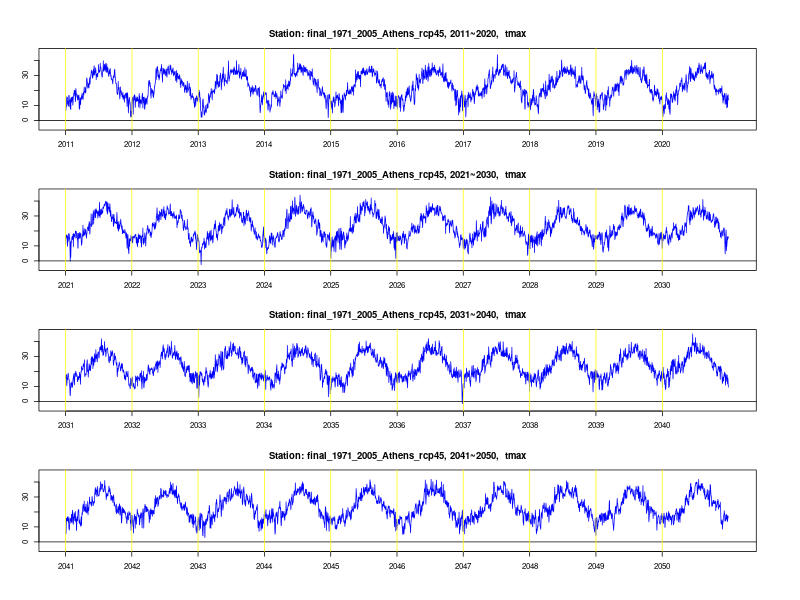 Station: final_1971_2005_Athens_rcp45, 2011~2020, tmax
30
10
0
2011 2012 2013 2014 2015 2016 2017 2018 2019 2020
Station: final_1971_2005_Athens_rcp45, 2021~2030, tmax
30
10
0
2021 2022 2023 2024 2025 2026 2027 2028 2029 2030
Station: final_1971_2005_Athens_rcp45, 2031~2040, tmax
30
10
0
2031 2032 2033 2034 2035 2036 2037 2038 2039 2040
Station: final_1971_2005_Athens_rcp45, 2041~2050, tmax
30
10
0
2041 2042 2043 2044 2045 2046 2047 2048 2049 2050